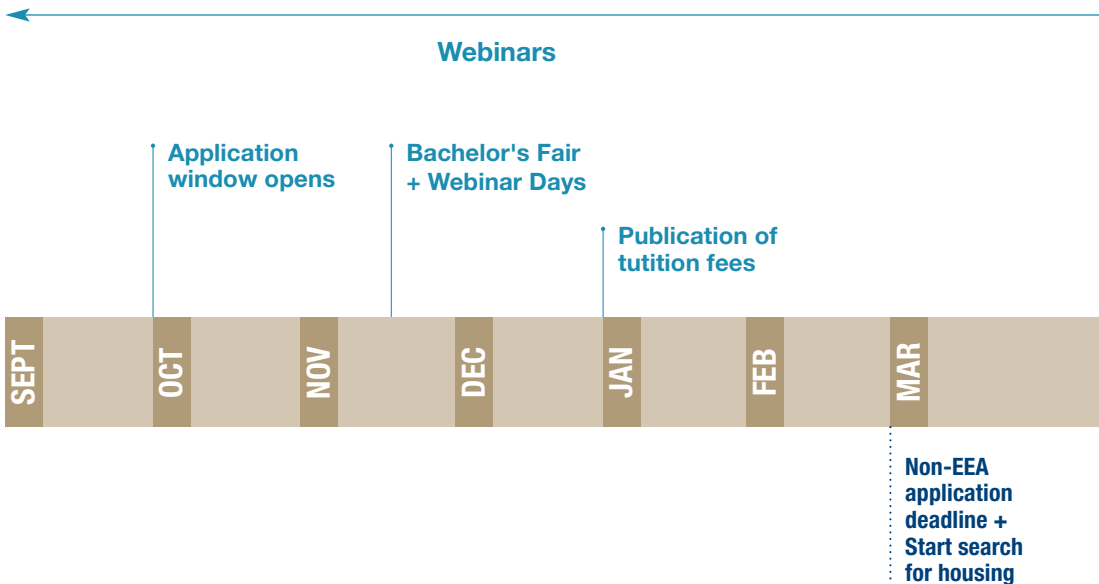 Webinars
Application
window opens
Bachelor's Fair
+ Webinar Days
Publication of
tutition fees
SEPT
OCT
NOV
DEC
JAN
FEB
MAR
Non-EEA
application
deadline +
Start search
for housing